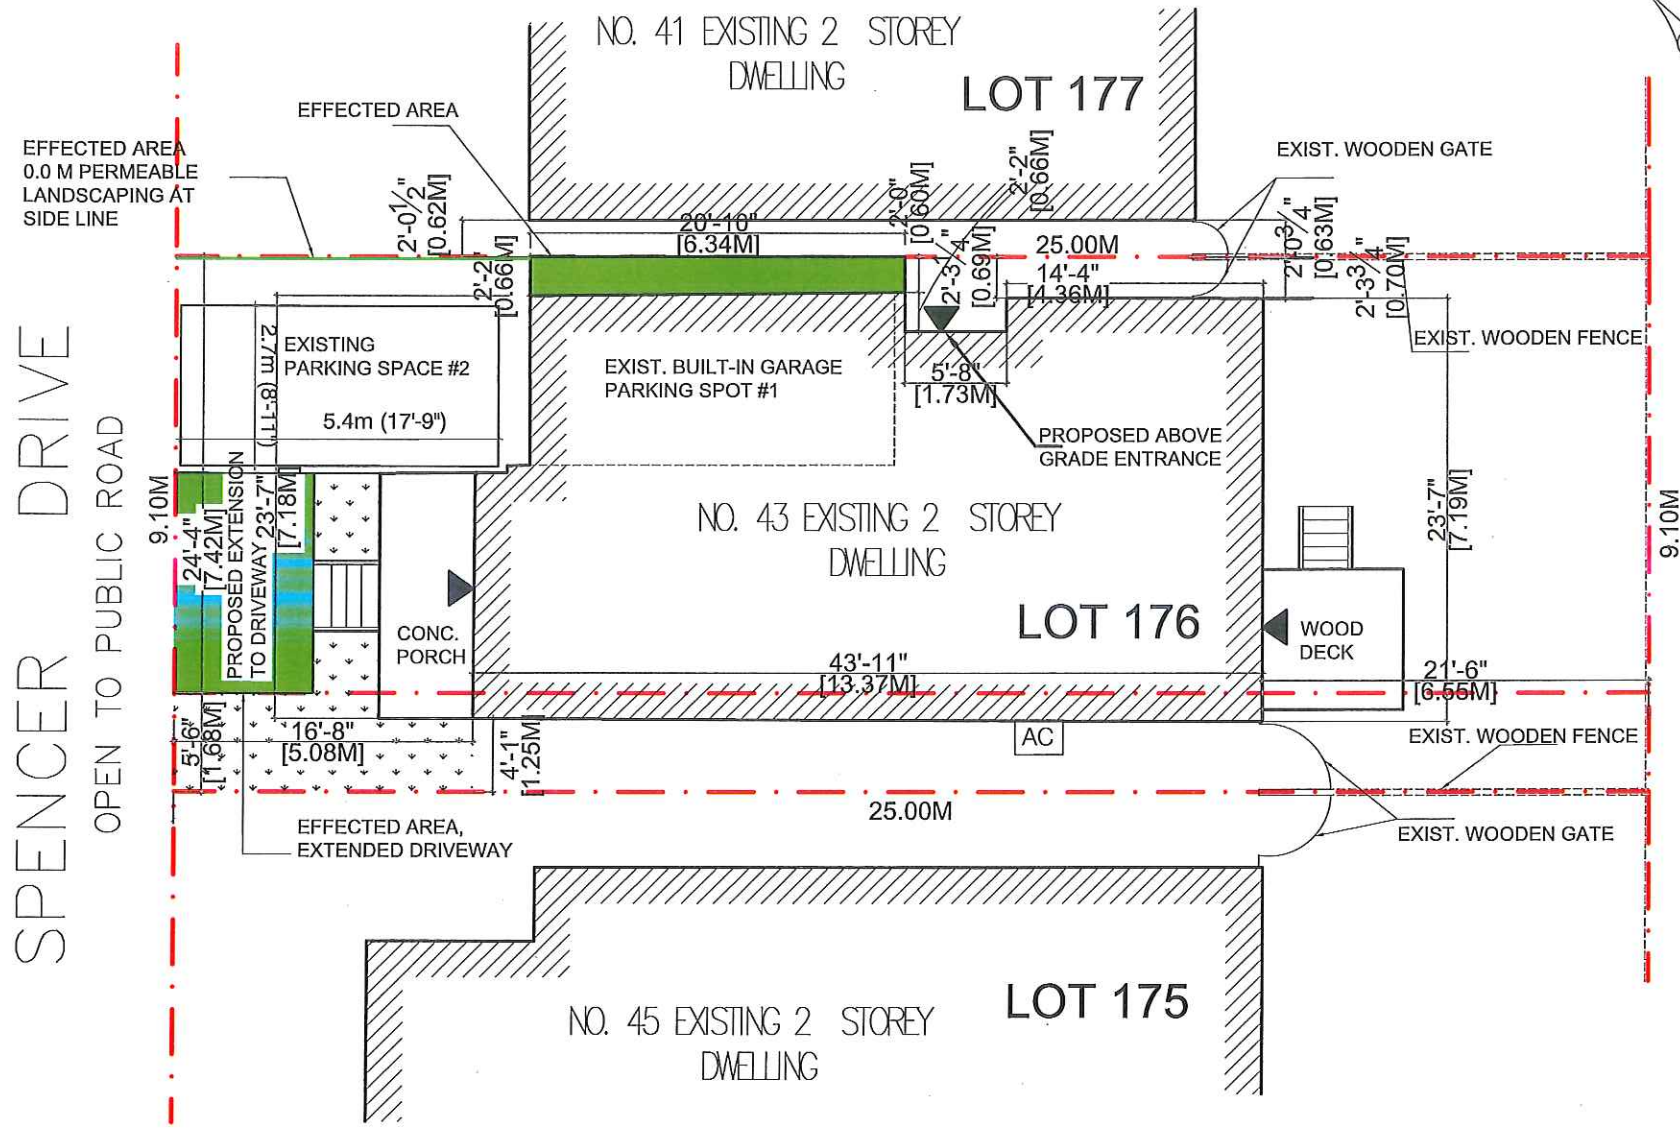 NO. 41 EXISTING 2 STOREY
DWELLING
LOT 177
EFFECTED AREA
EFFECTED AREA
0.0 M PERMEABLE
LANDSCAPING AT
SIDE LINE
EXIST. WOODEN GATE
2'-0 1/2"
[0.62M]
20'-10"
[6.34M]
2'-0"
[0.60M]
2'-2"
[0.66M]
2'-3 1/4"
[0.69M]
25.00M
14'-4"
[4.36M]
2'-0 3/4"
[0.63M]
2'-3 3/4"
[0.70M]
2'-2"
[0.66M]
EXIST. WOODEN FENCE
EXISTING
PARKING SPACE #2
2.7m (8'-11")
5.4m (17'-9")
EXIST. BUILT-IN GARAGE
PARKING SPOT #1
5'-8"
[1.73M]
PROPOSED ABOVE
GRADE ENTRANCE
SPENCER DRIVE
OPEN TO PUBLIC ROAD
9.10M
24'-4"
[7.42M]
PROPOSED EXTENSION
TO DRIVEWAY
23'-7"
[7.18M]
NO. 43 EXISTING 2 STOREY
DWELLING
LOT 176
CONC.
PORCH
WOOD
DECK
23'-7"
[7.19M]
9.10M
43'-11"
[13.37M]
21'-6"
[6.55M]
5'-6"
[1.68M]
16'-8"
[5.08M]
4'-1"
[1.25M]
AC
EXIST. WOODEN FENCE
25.00M
EXIST. WOODEN GATE
EFFECTED AREA,
EXTENDED DRIVEWAY
LOT 175
NO. 45 EXISTING 2 STOREY
DWELLING